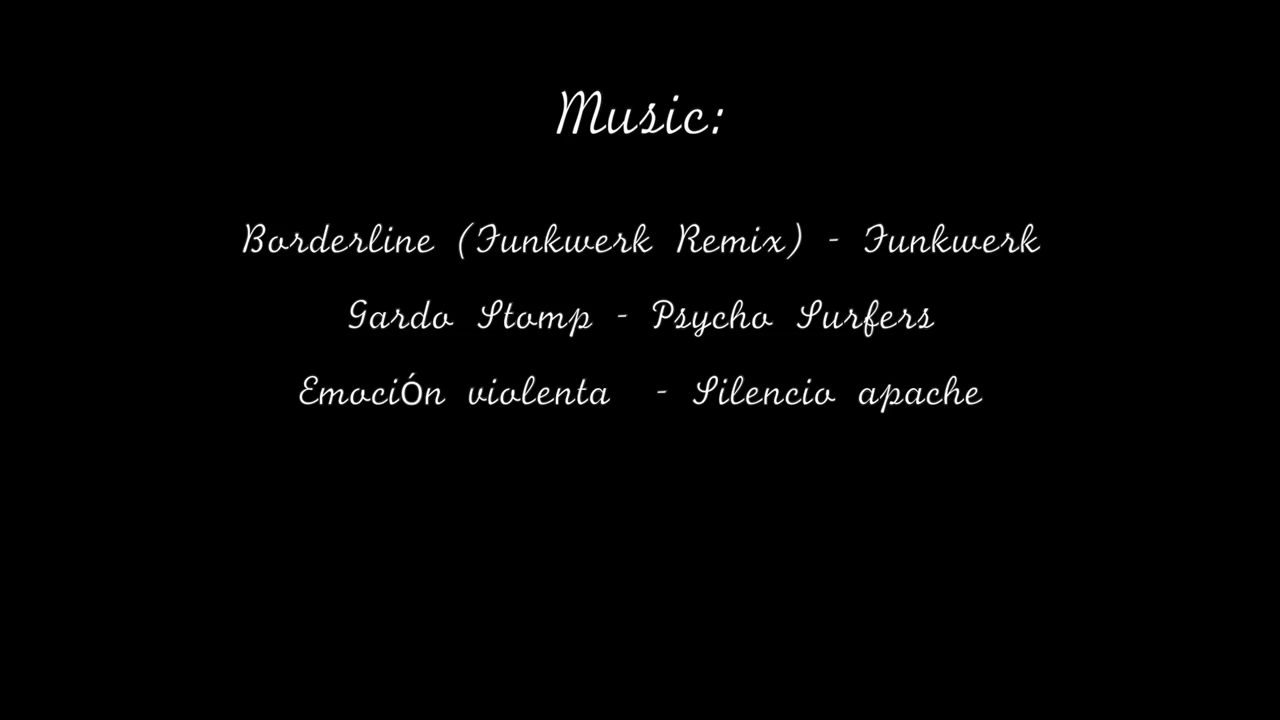 Music:
Borderline (Funkwerk Remix) - Funkwerk
Gardo Stomp - Psycho Surfers
EmociÓn violenta - Silencio apache